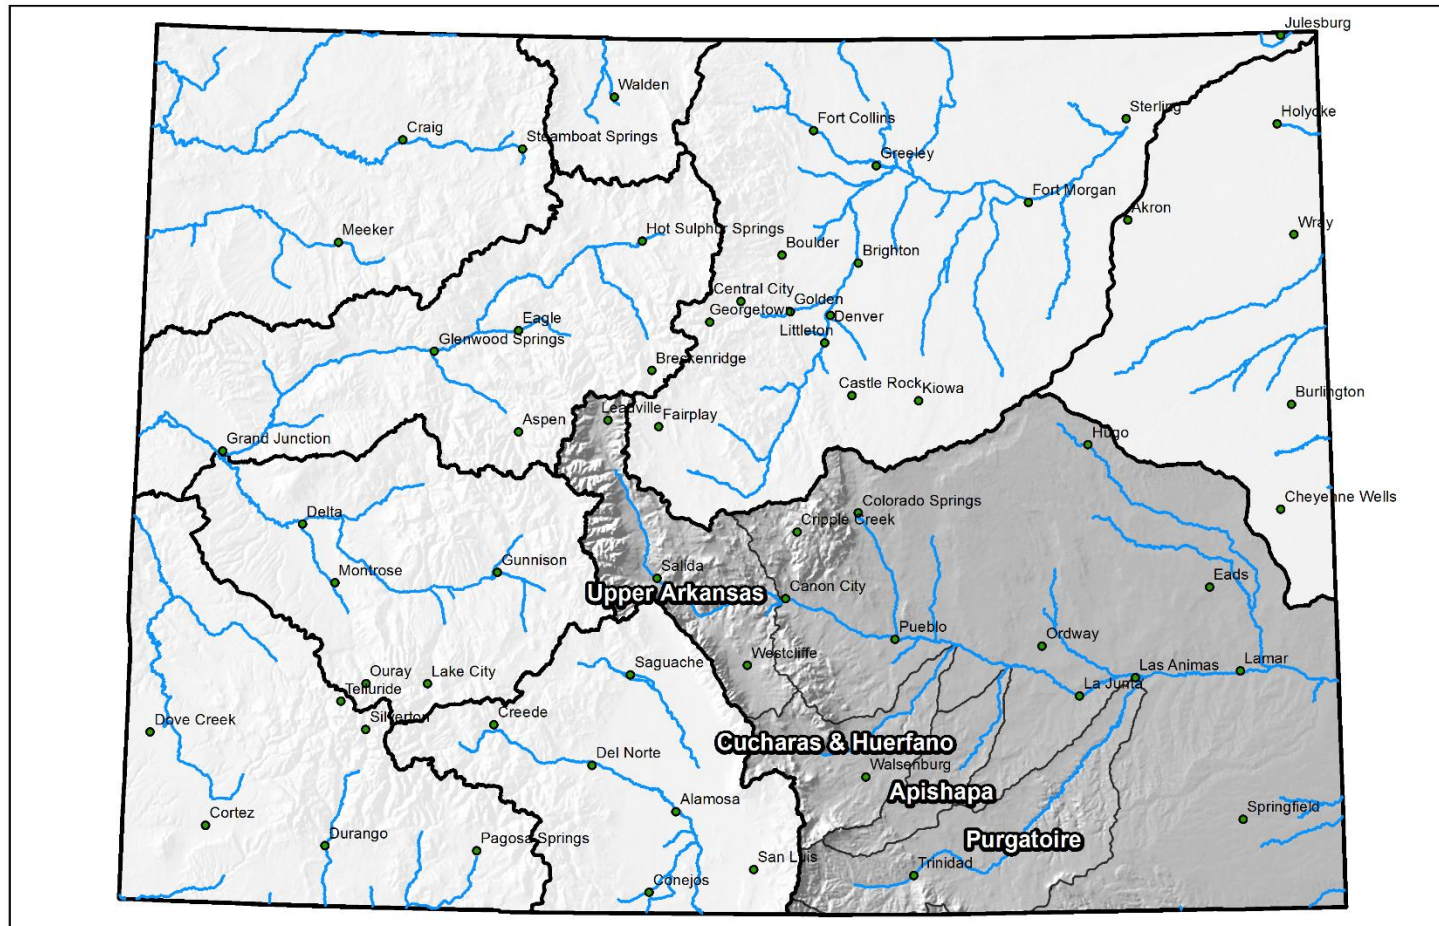 Julesburg
Walden
Sterling
Holyoke
Fort Collins
Craig
Steamboat Springs
Greeley
Fort Morgan
Akron
Wray
Meeker
Hot Sulphur Springs
Boulder
Brighton
Central City
Golden
Georgetown
Denver
Eagle
Littleton
Glenwood Springs
Breckenridge
Castle Rock
Kiowa
Burlington
Leadville
Fairplay
Aspen
Grand Junction
Hugo
Cheyenne Wells
Colorado Springs
Delta
Cripple Creek
Gunnison
Montrose
Salida
Eads
Upper Arkansas
Canon City
Pueblo
Ordway
Westcliffe
Las Animas
Lamar
Ouray
Lake City
Saguache
La Junta
Telluride
Dove Creek
Silverton
Creede
Cucharas & Huerfano
Del Norte
Walsenburg
Apishapa
Cortez
Alamosa
Springfield
Durango
Pagosa Springs
Purgatoire
San Luis
Trinidad
Conejos